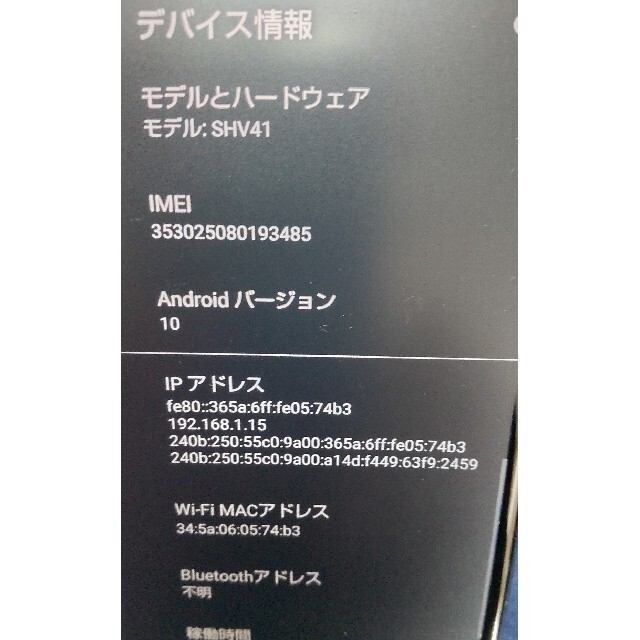 デバイス情報
モデルとハードウェア
モデル: SHV41
IMEI
353025080193485
Android バージョン
10
IP アドレス
fe80::365a:6ff:fe05:74b3
192.168.1.15
240b:250:55c0:9a00:365a:6ff:fe05:74b3
240b:250:55c0:9a00:a14d:f449:63f9:2459
Wi-Fi MACアドレス
34:5a:06:05:74:b3
Bluetoothアドレス
不明
稼働時間